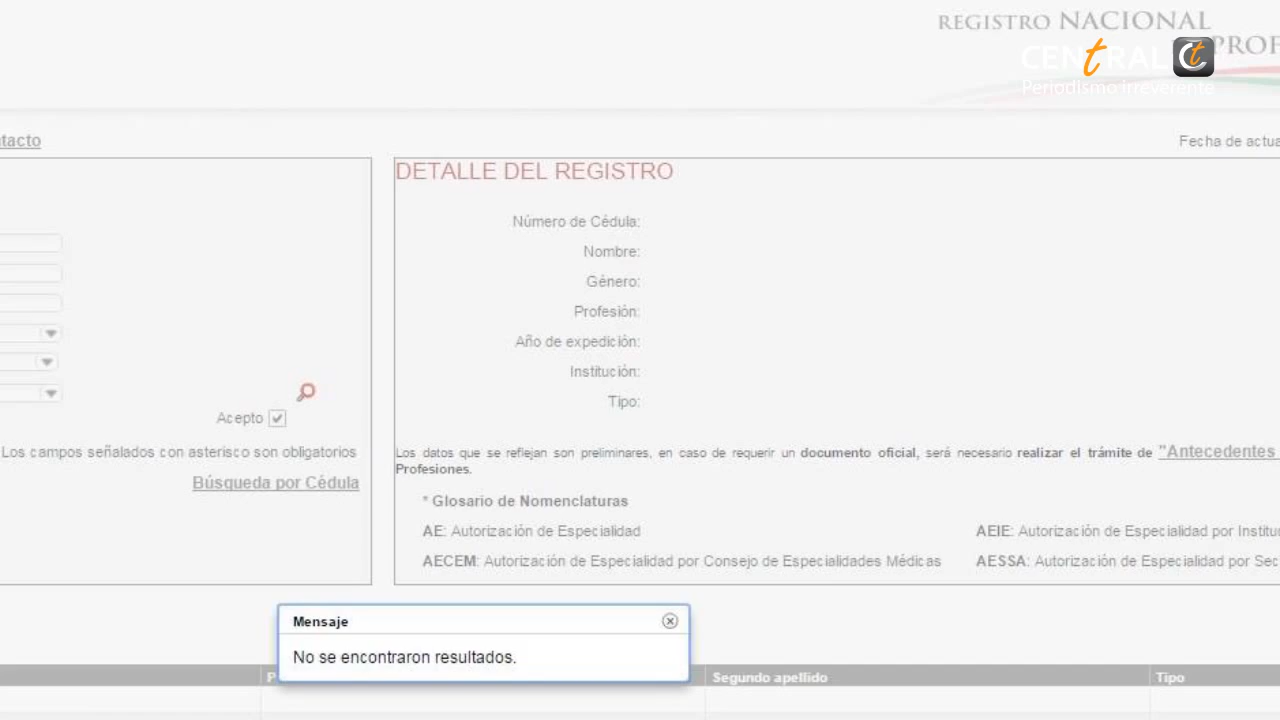 REGISTRO NACIONAL
PROF
CENtRAL Ct
Periodismo irreverente
tacto
Fecha de actua
DETALLE DEL REGISTRO
Número de Cédula:
Nombre:
Género:
Profesión:
Año de expedición:
Institución:
Tipo:
Acepto
Los campos señalados con asterisco son obligatorios
Búsqueda por Cédula
Los datos que se reflejan son preliminares, en caso de requerir un documento oficial, será necesario realizar el trámite de "Antecedentes
Profesiones.
* Glosario de Nomenclaturas
AE: Autorización de Especialidad
AEIE: Autorización de Especialidad por Institu
AECEM: Autorización de Especialidad por Consejo de Especialidades Médicas
AESSA: Autorización de Especialidad por Sec
Mensaje
No se encontraron resultados.
P
Segundo apellido
Tipo